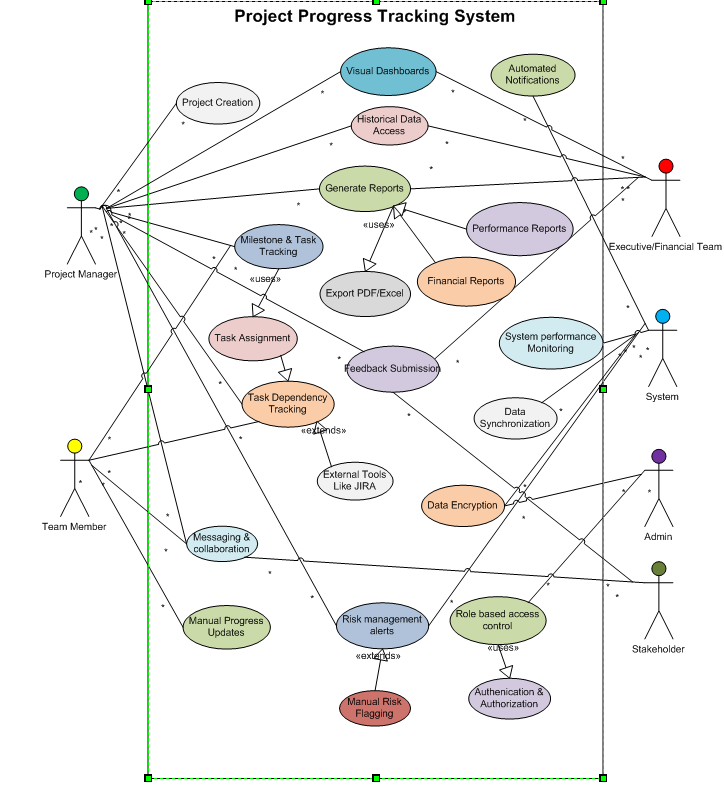 Project Progress Tracking System
Visual Dashboards
Automated
Notifications
Project Creation
Historical Data
Access
Generate Reports
«uses»
Performance Reports
Executive/Financial Team
Project Manager
Milestone & Task
Tracking
«uses»
Export PDF/Excel
Financial Reports
Task Assignment
System performance
Monitoring
Feedback Submission
System
Task Dependency
Tracking
«extends»
Data
Synchronization
External Tools
Like JIRA
Data Encryption
Team Member
Admin
Messaging &
collaboration
Manual Progress
Updates
Risk management
alerts
«extends»
Role based access
control
«uses»
Stakeholder
Manual Risk
Flagging
Authenication &
Authorization